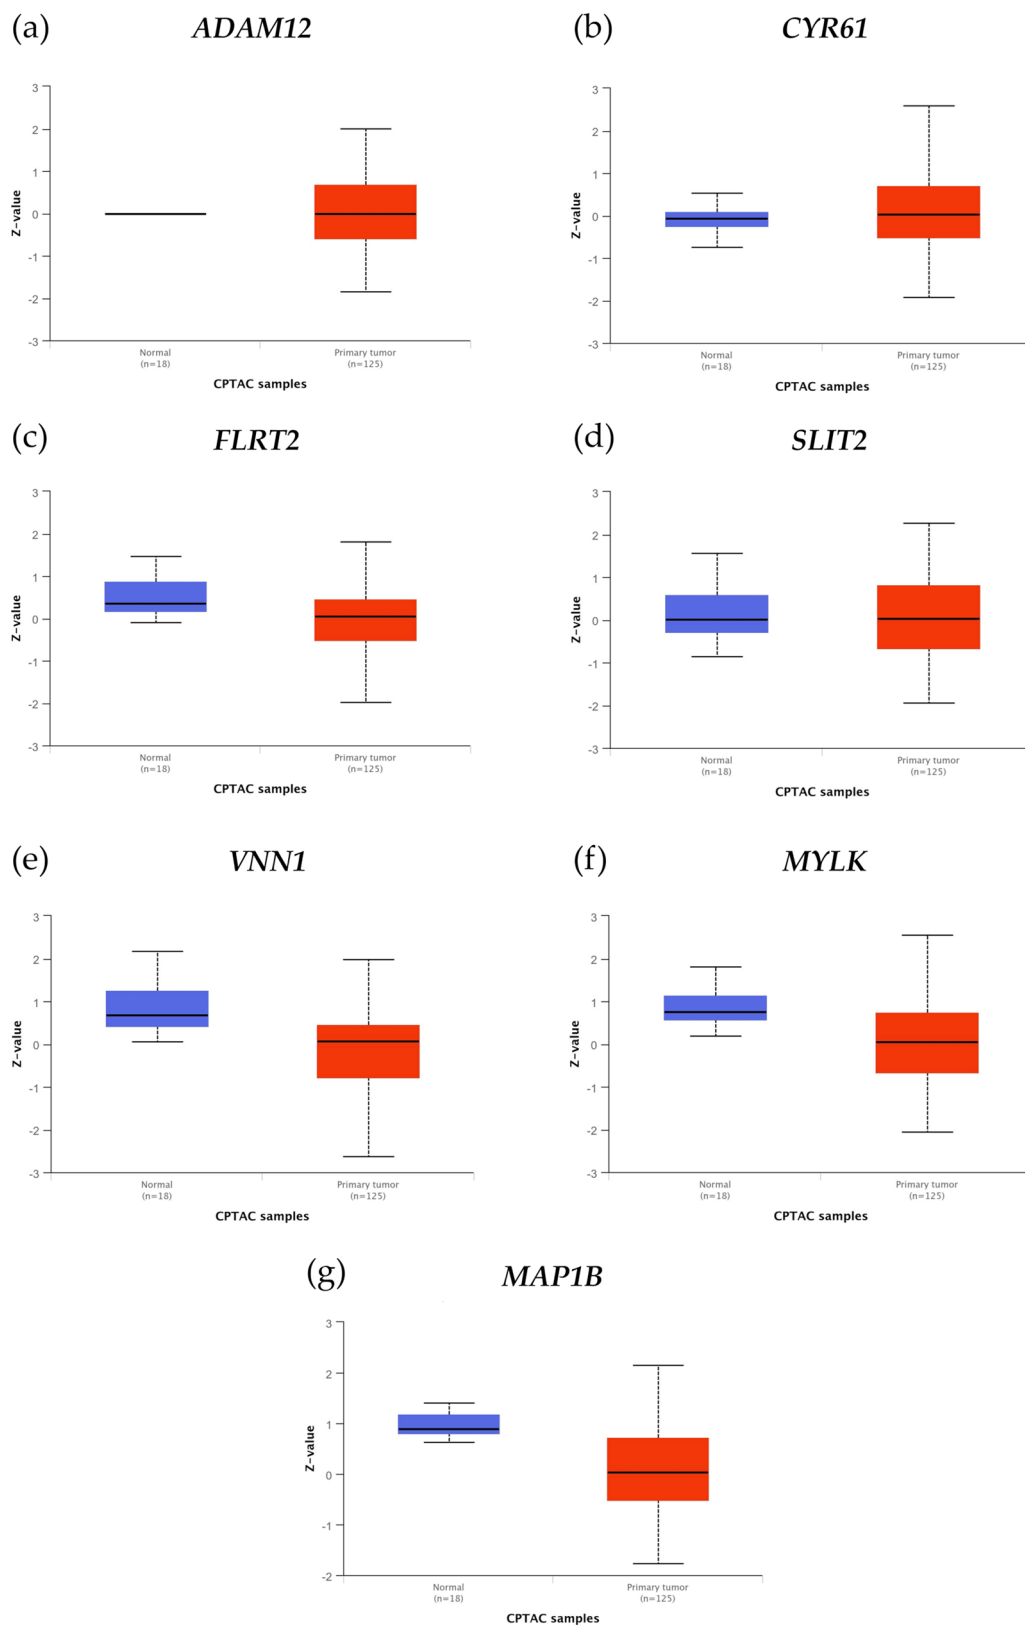 (a) ADAM12
3
2
1
0
-1
-2
-3
Z-value
Normal
(n=18)
Primary tumor
(n=125)
CPTAC samples
(b) CYR61
3
2
1
0
-1
-2
-3
Z-value
Normal
(n=18)
Primary tumor
(n=125)
CPTAC samples
(c) FLRT2
3
2
1
0
-1
-2
-3
Z-value
Normal
(n=18)
Primary tumor
(n=125)
CPTAC samples
(d) SLIT2
3
2
1
0
-1
-2
-3
Z-value
Normal
(n=18)
Primary tumor
(n=125)
CPTAC samples
(e) VNN1
3
2
1
0
-1
-2
-3
Z-value
Normal
(n=18)
Primary tumor
(n=125)
CPTAC samples
(f) MYLK
3
2
1
0
-1
-2
-3
Z-value
Normal
(n=18)
Primary tumor
(n=125)
CPTAC samples
(g) MAP1B
3
2
1
0
-1
-2
Z-value
Normal
(n=18)
Primary tumor
(n=125)
CPTAC samples